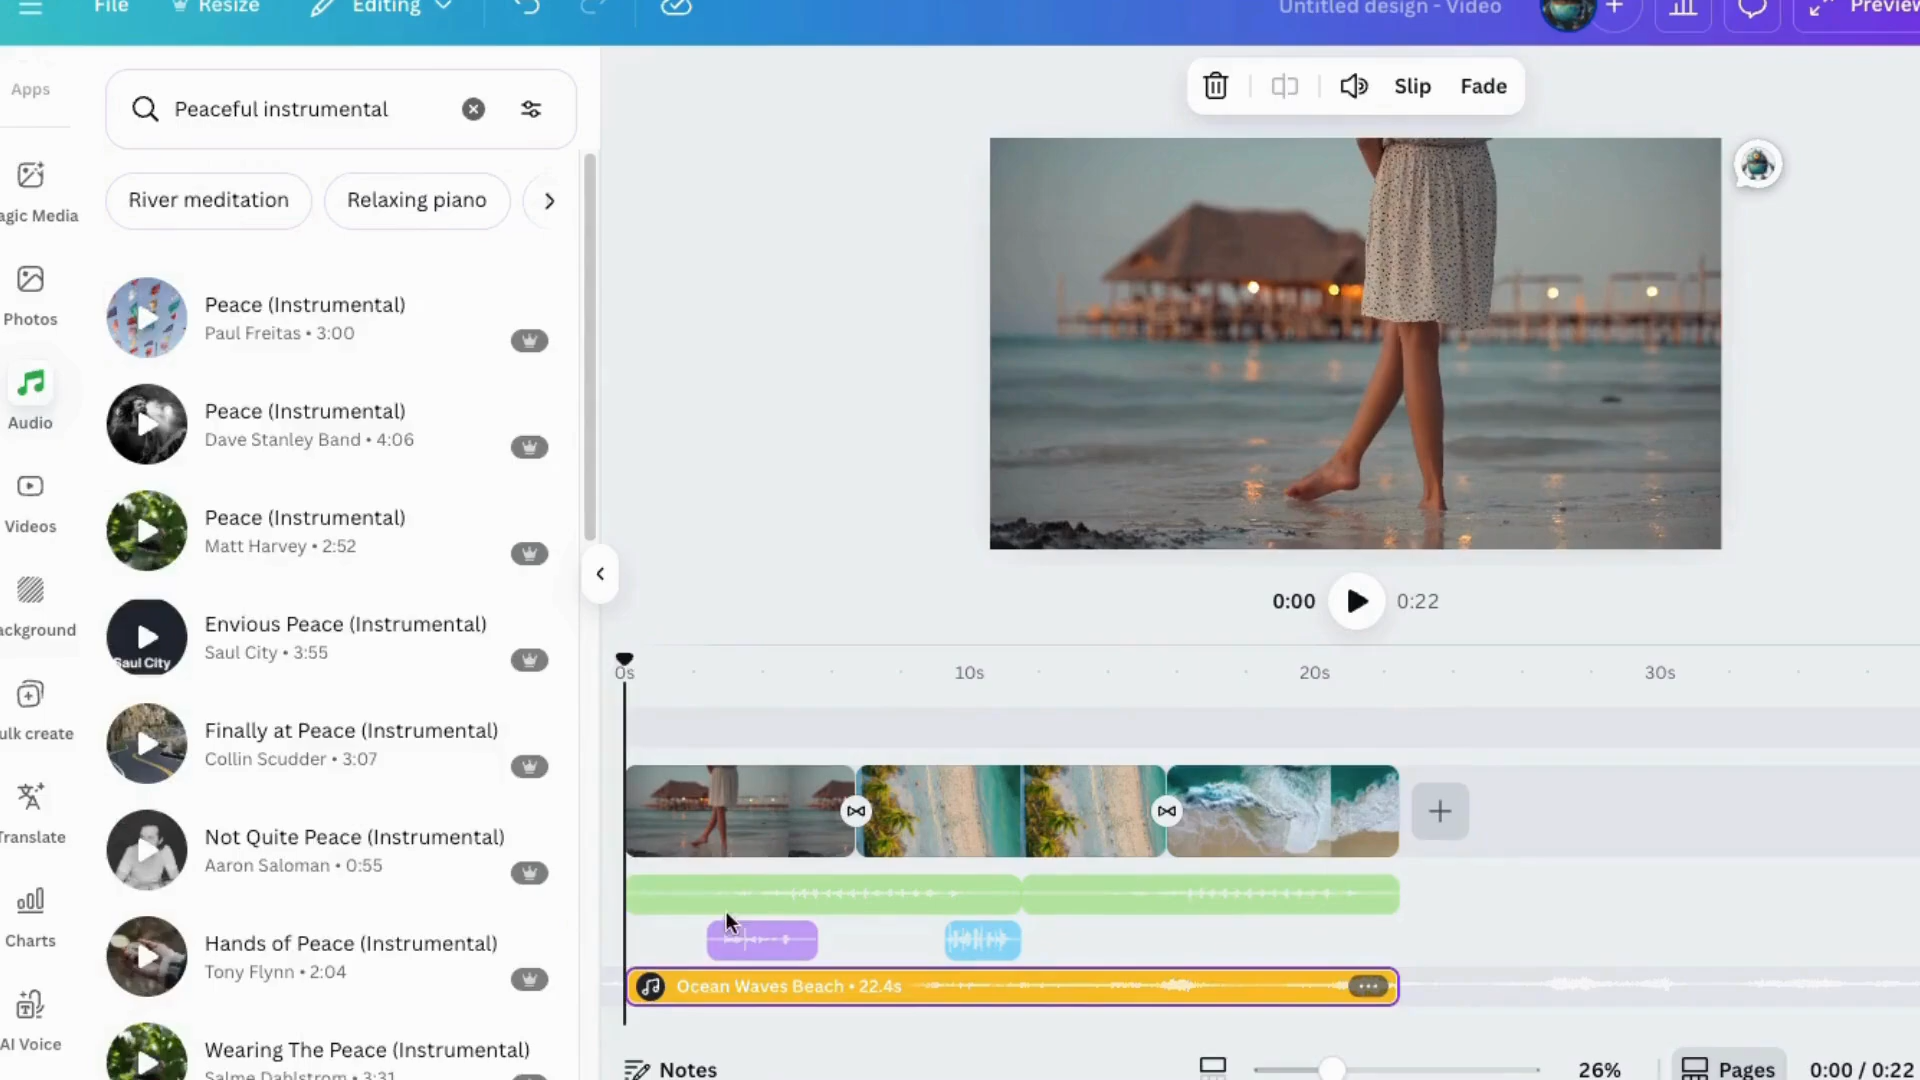 File
Resize
Editing
Untitled design - Video
Preview
Apps
agic Media
Photos
Audio
Videos
ackground
ulk create
Translate
Charts
AI Voice
Peaceful instrumental
River meditation
Relaxing piano
Peace (Instrumental)
Paul Freitas • 3:00
Peace (Instrumental)
Dave Stanley Band • 4:06
Peace (Instrumental)
Matt Harvey • 2:52
Saul City
Envious Peace (Instrumental)
Saul City • 3:55
Finally at Peace (Instrumental)
Collin Scudder • 3:07
Not Quite Peace (Instrumental)
Aaron Saloman • 0:55
Hands of Peace (Instrumental)
Tony Flynn • 2:04
Wearing The Peace (Instrumental)
Salme Dahlstrom • 3:31
Slip
Fade
0:00
0:22
0s
10s
20s
30s
Ocean Waves Beach • 22.4s
Notes
26%
Pages
0:00 / 0:22